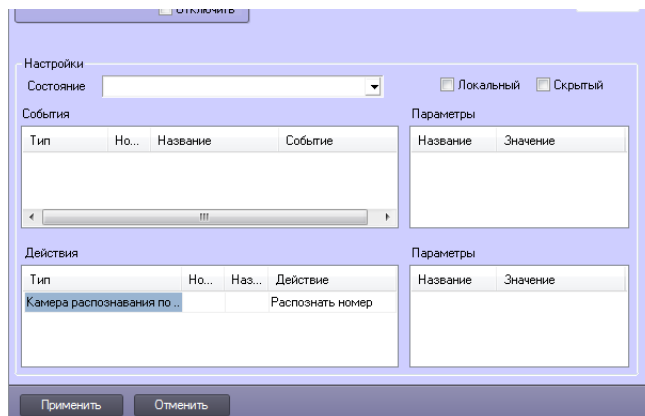 Отключить
Настройки
Состояние
Локальный Скрытый
События Параметры
Тип Но... Название Событие Название Значение
Действия Параметры
Тип Но... Наз... Действие Название Значение
Камера распознавания по .. Распознать номер
Применить Отменить